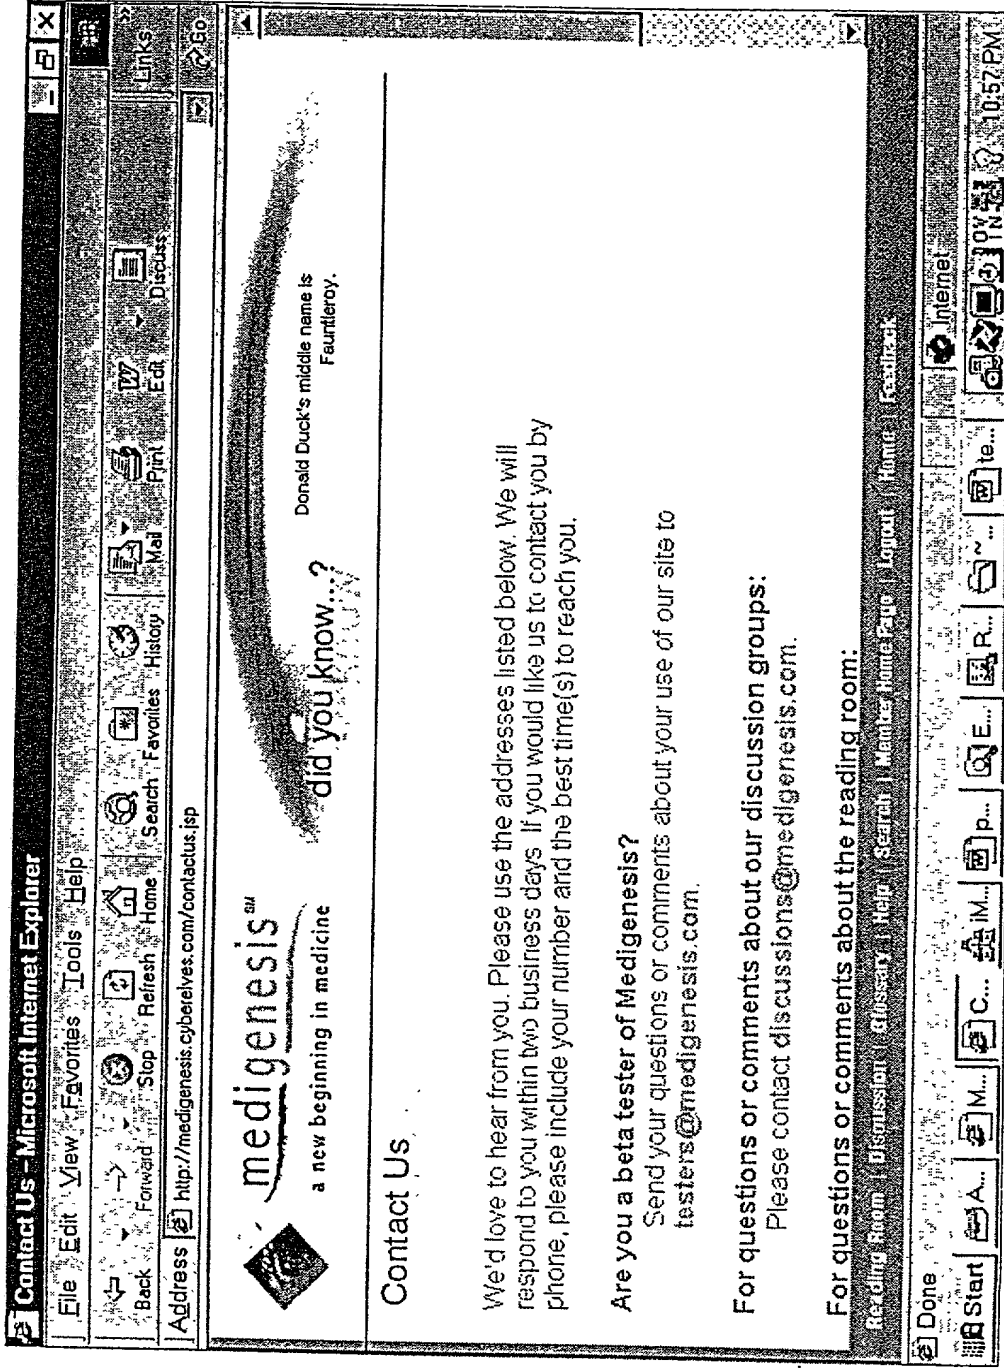 Contact Us - Microsoft Internet Explorer
File Edit View Favorites Tools Help
Back Forward Stop Refresh Home Search Favorites History Mail Print Edit Discuss Links »
Address http://medigenesis.cyberelves.com/contactus.jsp Go
medigenesis℠
a new beginning in medicine
did you know...?
Donald Duck's middle name is
Fauntleroy.
Contact Us
We'd love to hear from you. Please use the addresses listed below. We will
respond to you within two business days. If you would like us to contact you by
phone, please include your number and the best time(s) to reach you.
Are you a beta tester of Medigenesis?
Send your questions or comments about your use of our site to
testers@medigenesis.com.
For questions or comments about our discussion groups:
Please contact discussions@medigenesis.com.
For questions or comments about the reading room:
Reading Room | Discussion | Glossary | Help | Search | Member Home Page | Logout | Home | Feedback
Done Internet
Start A... M... C... M... p... E... R... ~... te... 10:57 PM